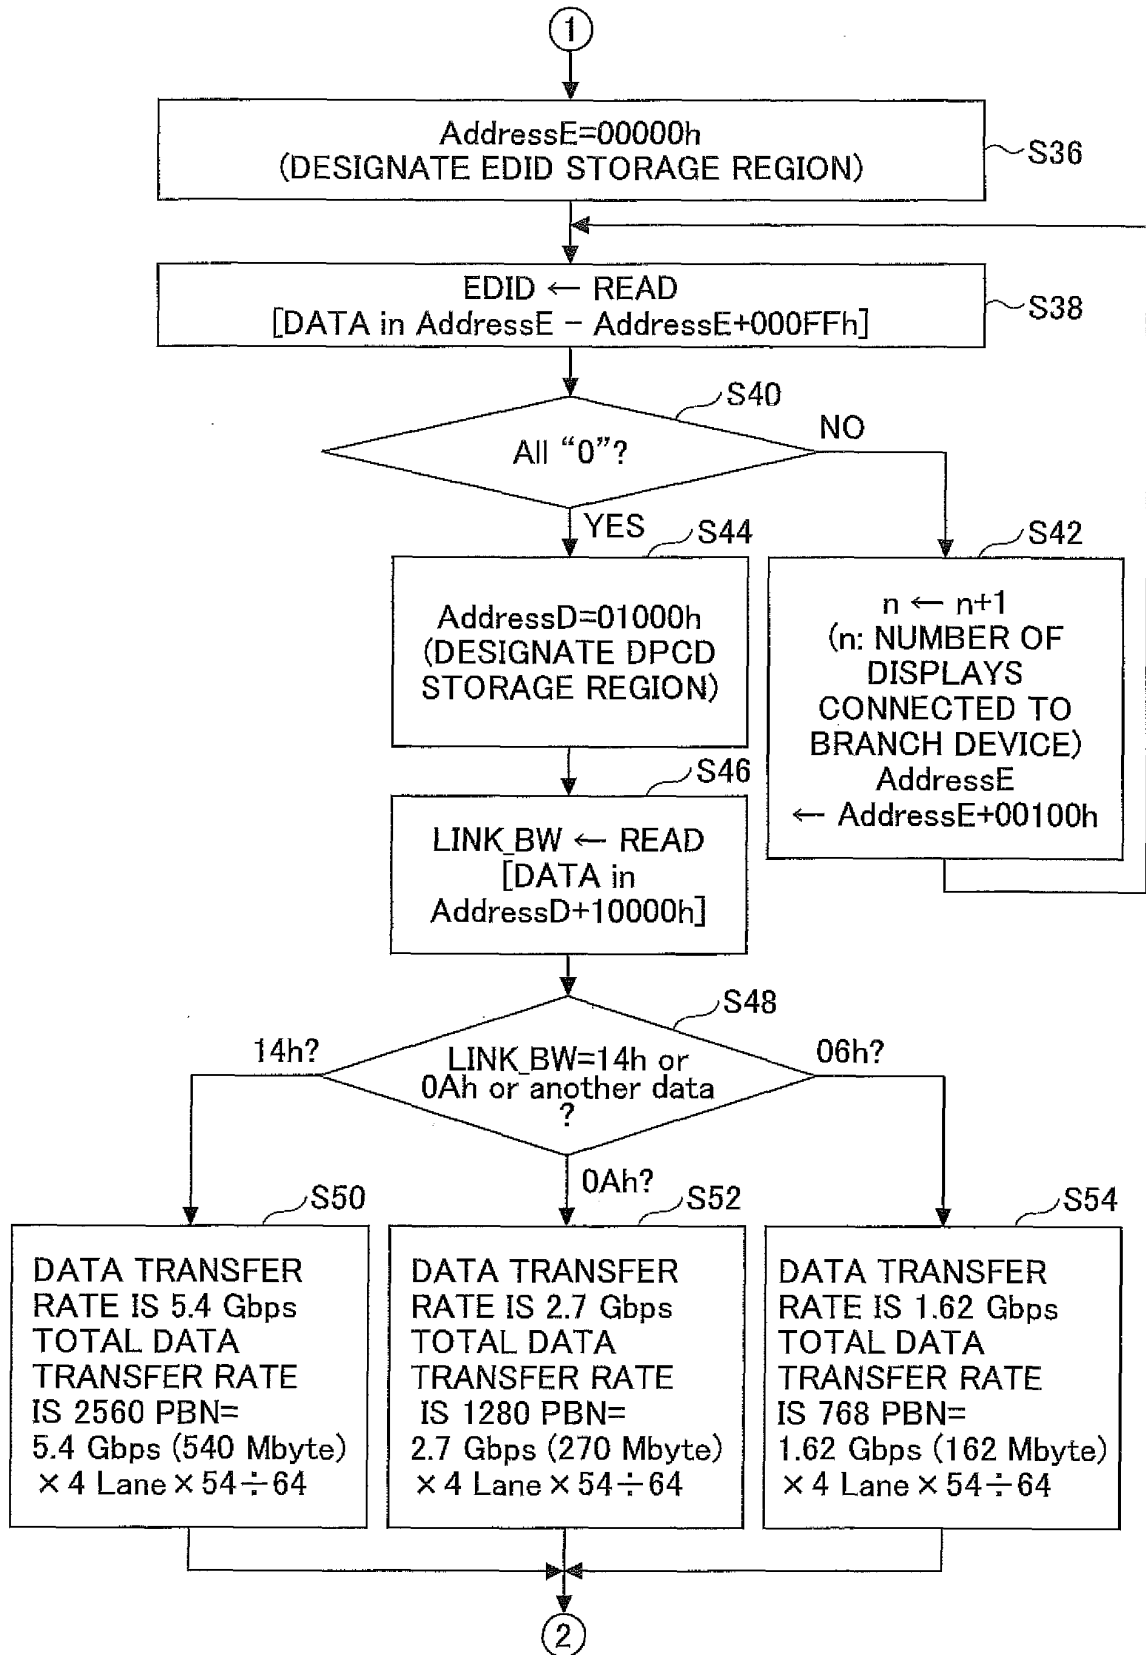 1
AddressE=00000h
(DESIGNATE EDID STORAGE REGION)
S36
EDID ← READ
[DATA in AddressE − AddressE+000FFh]
S38
S40
All “0”?
NO
YES
S44
AddressD=01000h
(DESIGNATE DPCD
STORAGE REGION)
S42
n ← n+1
(n: NUMBER OF
DISPLAYS
CONNECTED TO
BRANCH DEVICE)
AddressE
← AddressE+00100h
S46
LINK_BW ← READ
[DATA in
AddressD+10000h]
S48
LINK_BW=14h or
0Ah or another data
?
14h?
06h?
0Ah?
S50
DATA TRANSFER
RATE IS 5.4 Gbps
TOTAL DATA
TRANSFER RATE
IS 2560 PBN=
5.4 Gbps (540 Mbyte)
×4 Lane×54÷64
S52
DATA TRANSFER
RATE IS 2.7 Gbps
TOTAL DATA
TRANSFER RATE
IS 1280 PBN=
2.7 Gbps (270 Mbyte)
×4 Lane×54÷64
S54
DATA TRANSFER
RATE IS 1.62 Gbps
TOTAL DATA
TRANSFER RATE
IS 768 PBN=
1.62 Gbps (162 Mbyte)
×4 Lane×54÷64
2